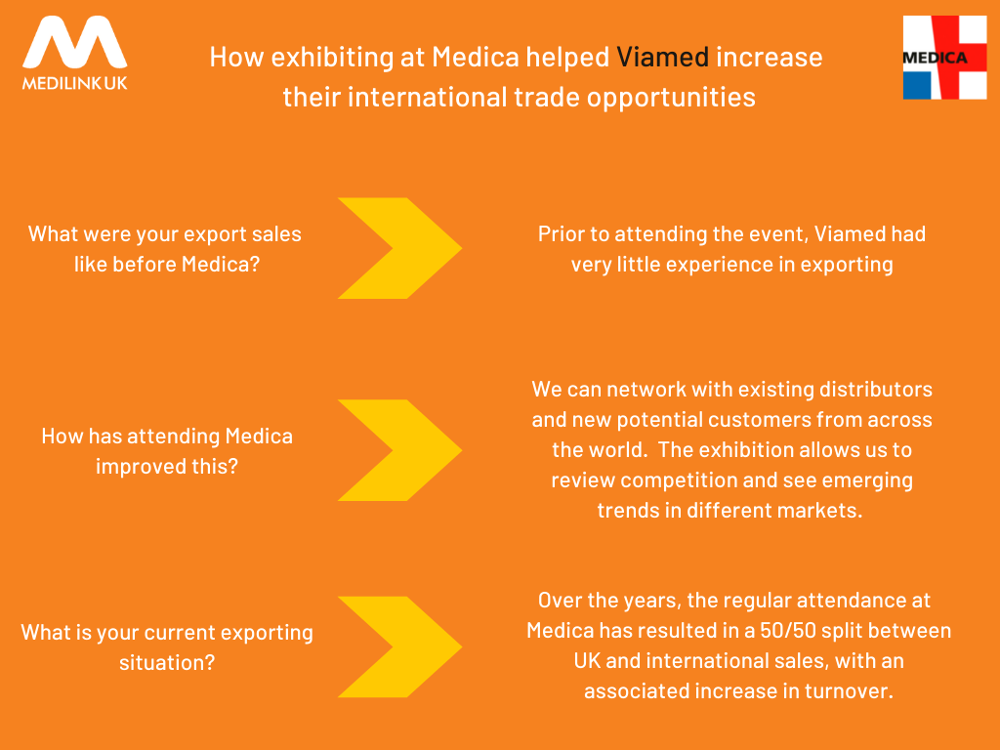 MEDILINK UK
How exhibiting at Medica helped Viamed increase
their international trade opportunities
MEDICA
What were your export sales
like before Medica?
Prior to attending the event, Viamed had
very little experience in exporting
How has attending Medica
improved this?
We can network with existing distributors
and new potential customers from across
the world.  The exhibition allows us to
review competition and see emerging
trends in different markets.
What is your current exporting
situation?
Over the years, the regular attendance at
Medica has resulted in a 50/50 split between
UK and international sales, with an
associated increase in turnover.